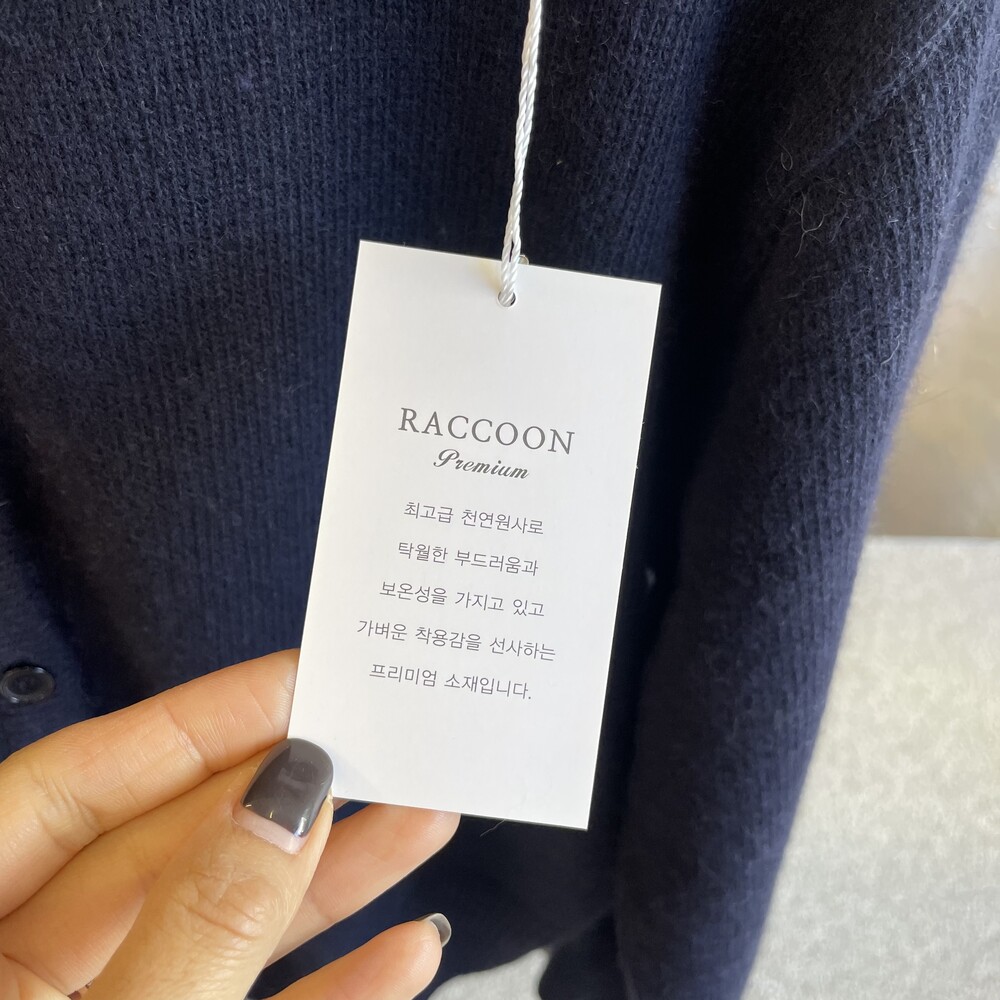 RACCOON
Premium
최고급 천연원사로
탁월한 부드러움과
보온성을 가지고 있고
가벼운 착용감을 선사하는
프리미엄 소재입니다.